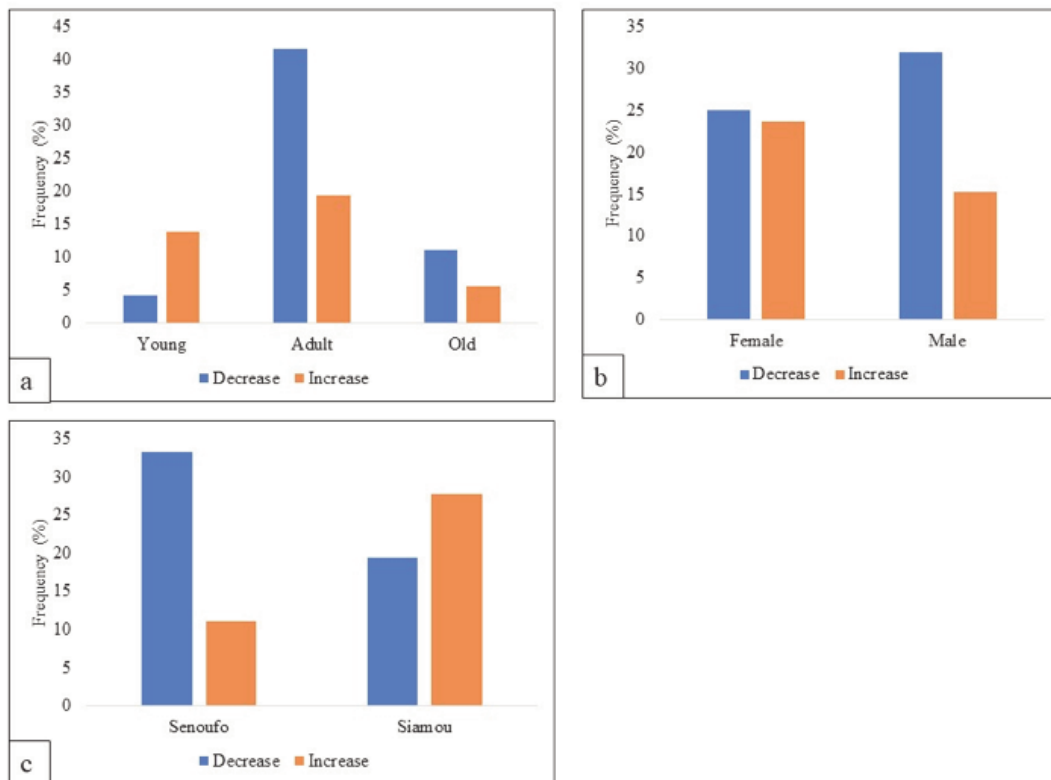 45
40
35
30
25
20
15
10
5
0
Frequency (%)
Young Adult Old
Decrease Increase
a
35
30
25
20
15
10
5
0
Frequency (%)
Female Male
Decrease Increase
b
35
30
25
20
15
10
5
0
Frequency (%)
Senoufo Siamou
Decrease Increase
c